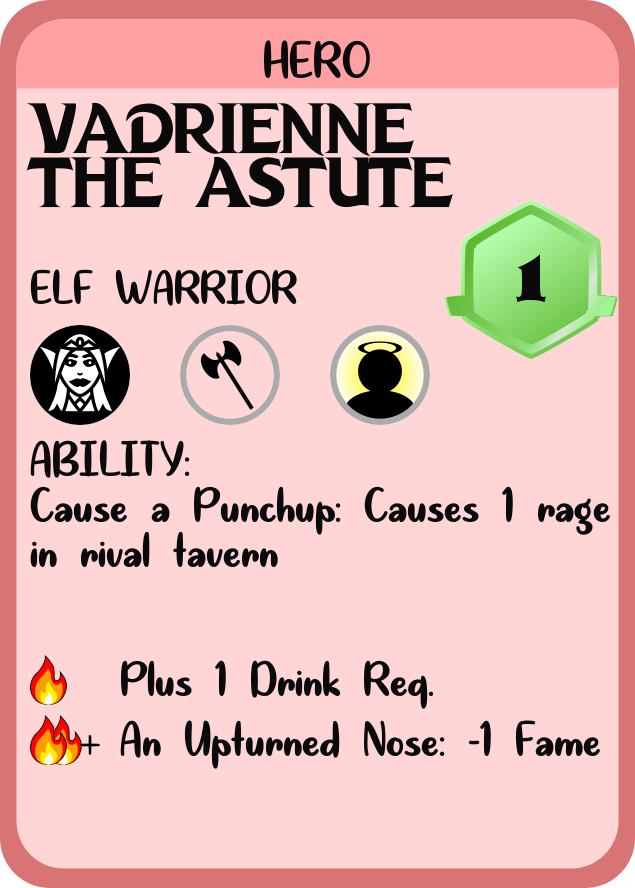 HERO
VADRIENNE
THE ASTUTE
1
ELF WARRIOR
ABILITY:
Cause a Punchup: Causes 1 rage
in rival tavern
Plus 1 Drink Req.
+ An Upturned Nose: -1 Fame